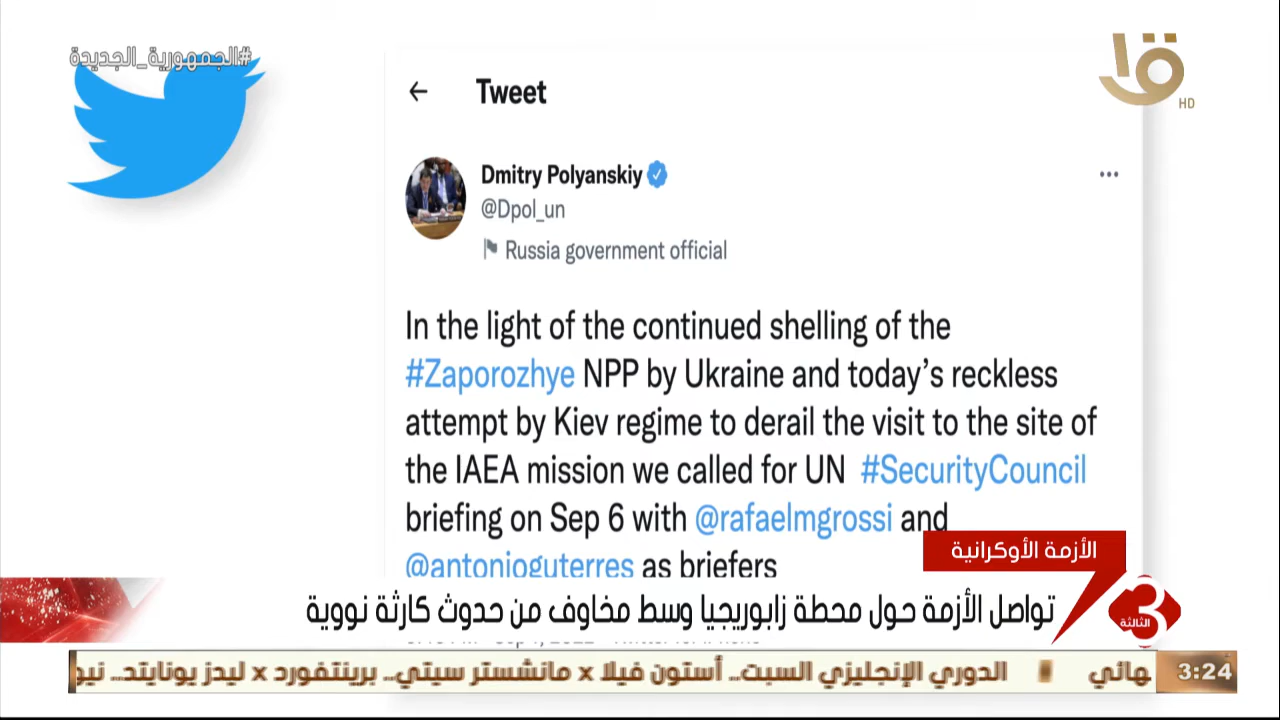 #الجمهورية_الجديدة
HD
Tweet
Dmitry Polyanskiy
@Dpol_un
Russia government official
In the light of the continued shelling of the
#Zaporozhye NPP by Ukraine and today’s reckless
attempt by Kiev regime to derail the visit to the site of
the IAEA mission we called for UN #SecurityCouncil
briefing on Sep 6 with @rafaelmgrossi and
@antonioguterres as briefers
الأزمة الأوكرانية
تواصل الأزمة حول محطة زابوريجيا وسط مخاوف من حدوث كارثة نووية
3
الثالثة
هائي الدوري الإنجليزي السبت.. أستون فيلا x مانشستر سيتي.. برينتفورد x ليدز يونايتد.. نيو
3:24